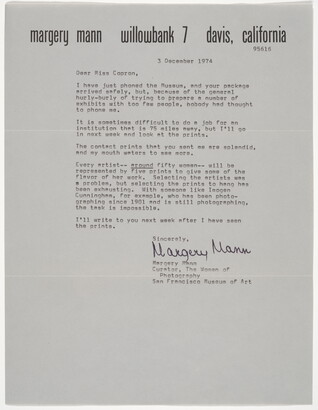 margery mann willowbank 7 davis, california
95616
3 December 1974
Dear Miss Capron,
I have just phoned the Museum, and your package
arrived safely, but, because of the general
hurly-burly of trying to prepare a number of
exhibits with too few people, nobody had thought
to phone me.
It is sometimes difficult to do a job for an
institution that is 75 miles away, but I'll go
in next week and look at the prints.
The contact prints that you sent me are splendid,
and my mouth waters to see more.
Every artist-- around fifty women-- will be
represented by five prints to give some of the
flavor of her work. Selecting the artists was
a problem, but selecting the prints to hang has
been exhausting. With someone like Imogen
Cunningham, for example, who has been photo-
graphing since 1901 and is still photographing,
the task is impossible.
I'll write to you next week after I have seen
the prints.
Sincerely,
Margery Mann
Margery Mann
Curator, The Women of
Photography
San Francisco Museum of Art